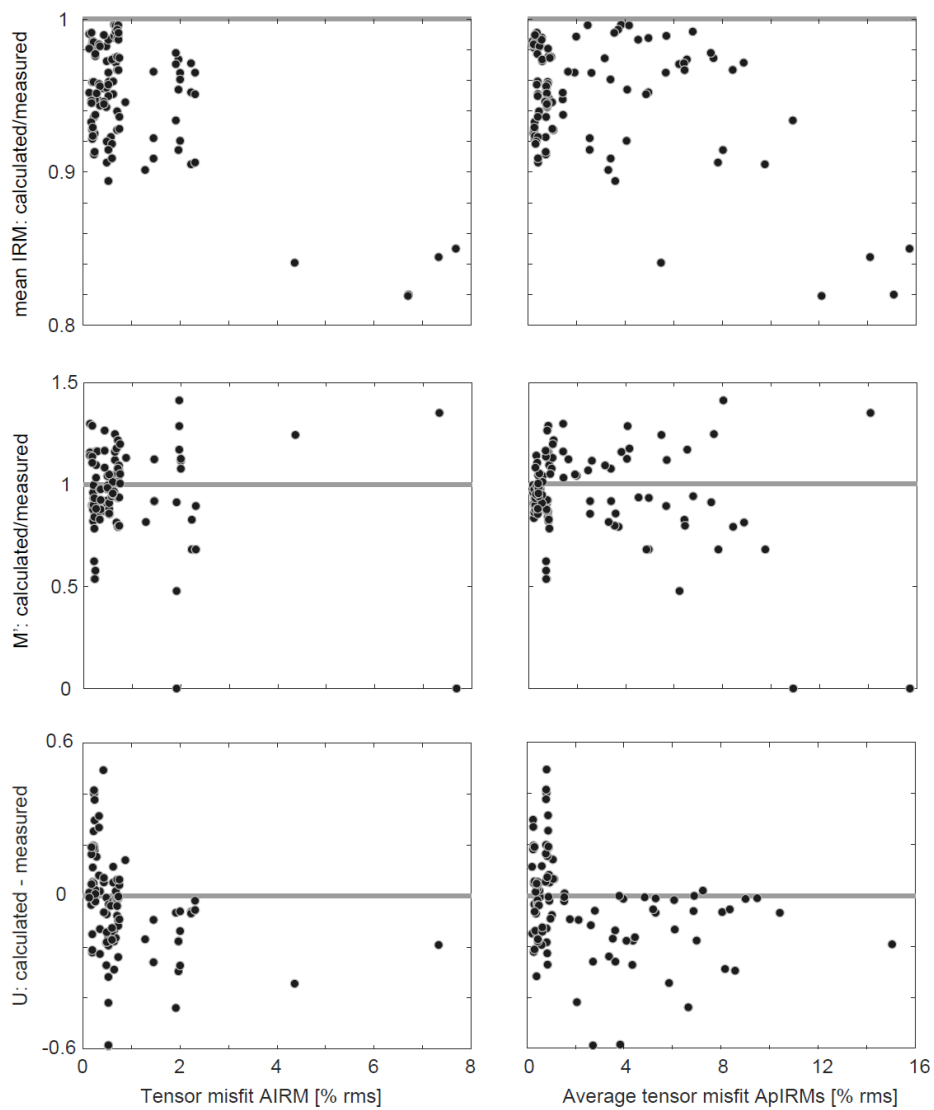 1
0.9
0.8
mean IRM: calculated/measured
1.5
1
0.5
0
M': calculated/measured
0.6
0
-0.6
U: calculated - measured
0 2 4 6 8
Tensor misfit AIRM [% rms]
0 4 8 12 16
Average tensor misfit ApIRMs [% rms]